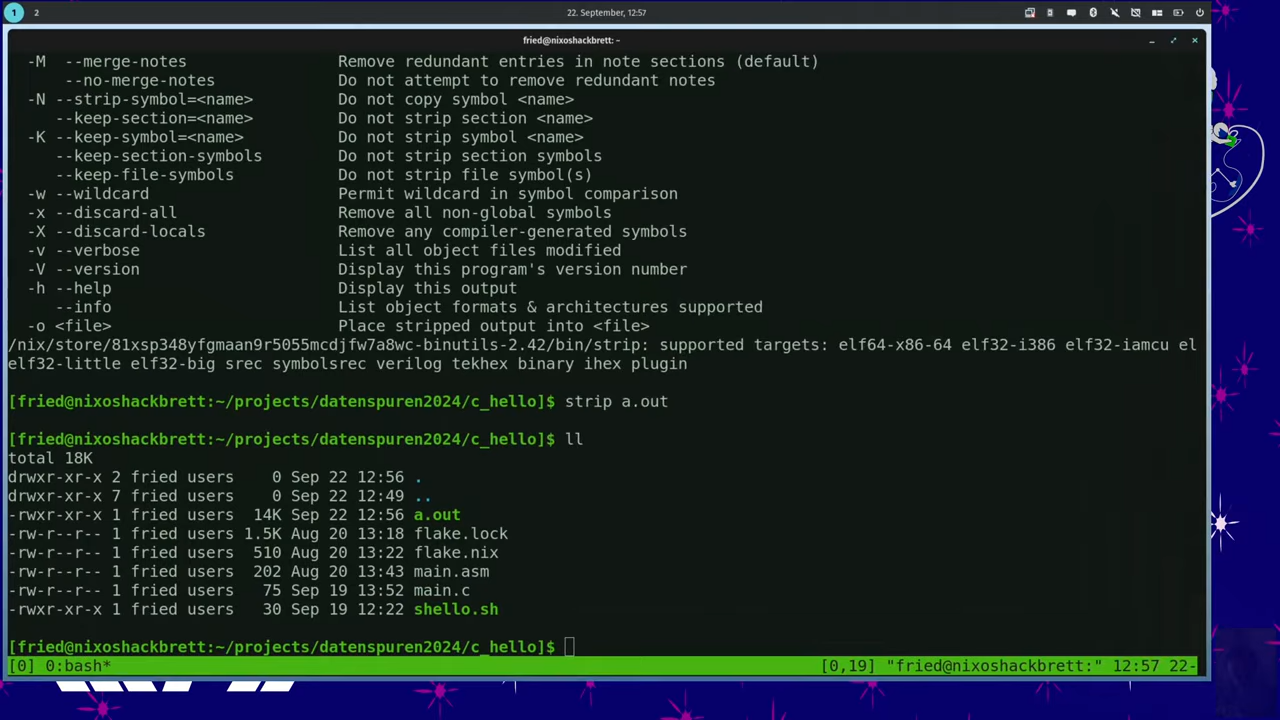 1 2 22. September, 12:57
fried@nixoshackbrett: ~
-M --merge-notes Remove redundant entries in note sections (default)
--no-merge-notes Do not attempt to remove redundant notes
-N --strip-symbol=<name> Do not copy symbol <name>
--keep-section=<name> Do not strip section <name>
-K --keep-symbol=<name> Do not strip symbol <name>
--keep-section-symbols Do not strip section symbols
--keep-file-symbols Do not strip file symbol(s)
-w --wildcard Permit wildcard in symbol comparison
-x --discard-all Remove all non-global symbols
-X --discard-locals Remove any compiler-generated symbols
-v --verbose List all object files modified
-V --version Display this program's version number
-h --help Display this output
--info List object formats & architectures supported
-o <file> Place stripped output into <file>
/nix/store/81xsp348yfgmaan9r5055mcdjfw7a8wc-binutils-2.42/bin/strip: supported targets: elf64-x86-64 elf32-i386 elf32-iamcu el
elf32-little elf32-big srec symbolsrec verilog tekhex binary ihex plugin
[fried@nixoshackbrett:~/projects/datenspuren2024/c_hello]$ strip a.out
[fried@nixoshackbrett:~/projects/datenspuren2024/c_hello]$ ll
total 18K
drwxr-xr-x 2 fried users 0 Sep 22 12:56 .
drwxr-xr-x 7 fried users 0 Sep 22 12:49 ..
-rwxr-xr-x 1 fried users 14K Sep 22 12:56 a.out
-rw-r--r-- 1 fried users 1.5K Aug 20 13:18 flake.lock
-rw-r--r-- 1 fried users 510 Aug 20 13:22 flake.nix
-rw-r--r-- 1 fried users 202 Aug 20 13:43 main.asm
-rw-r--r-- 1 fried users 75 Sep 19 13:52 main.c
-rwxr-xr-x 1 fried users 30 Sep 19 12:22 shello.sh
[fried@nixoshackbrett:~/projects/datenspuren2024/c_hello]$
[0] 0:bash* [0,19] "fried@nixoshackbrett:" 12:57 22-